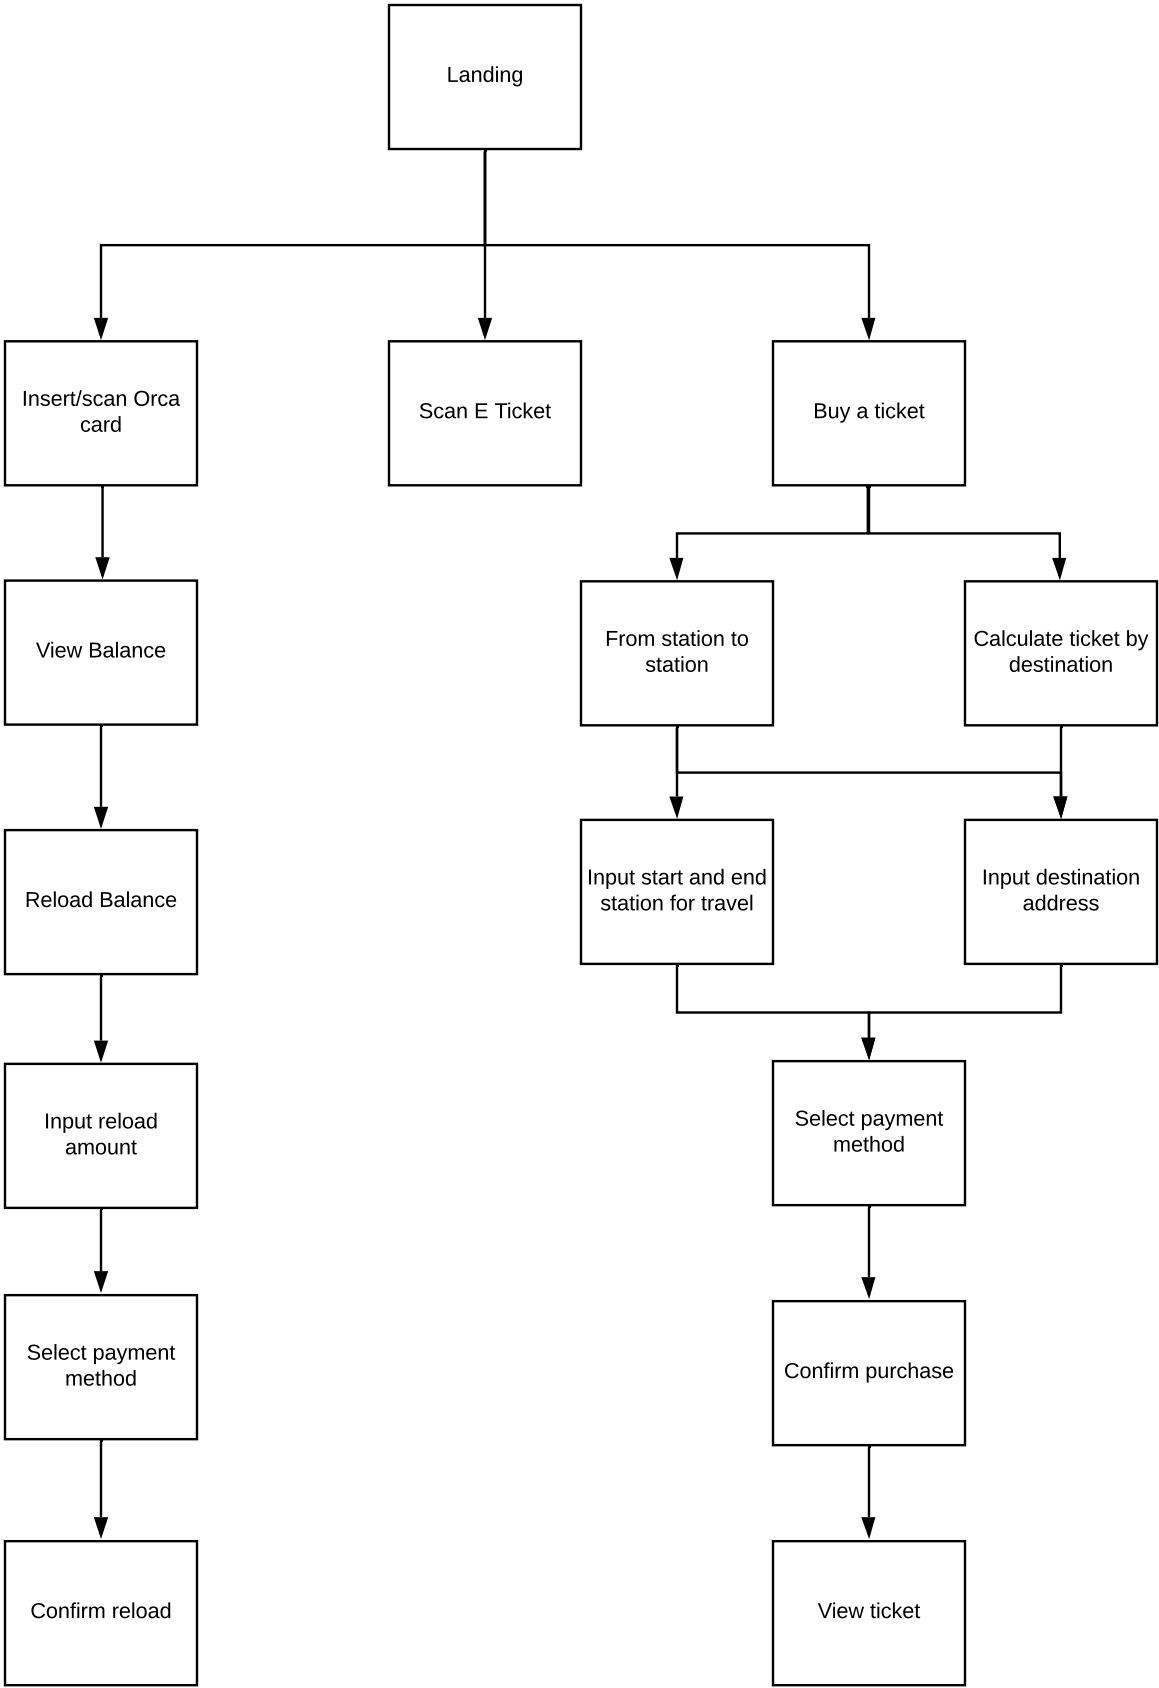 Landing
Insert/scan Orca
card
Scan E Ticket
Buy a ticket
View Balance
From station to
station
Calculate ticket by
destination
Reload Balance
Input start and end
station for travel
Input destination
address
Input reload
amount
Select payment
method
Select payment
method
Confirm purchase
Confirm reload
View ticket